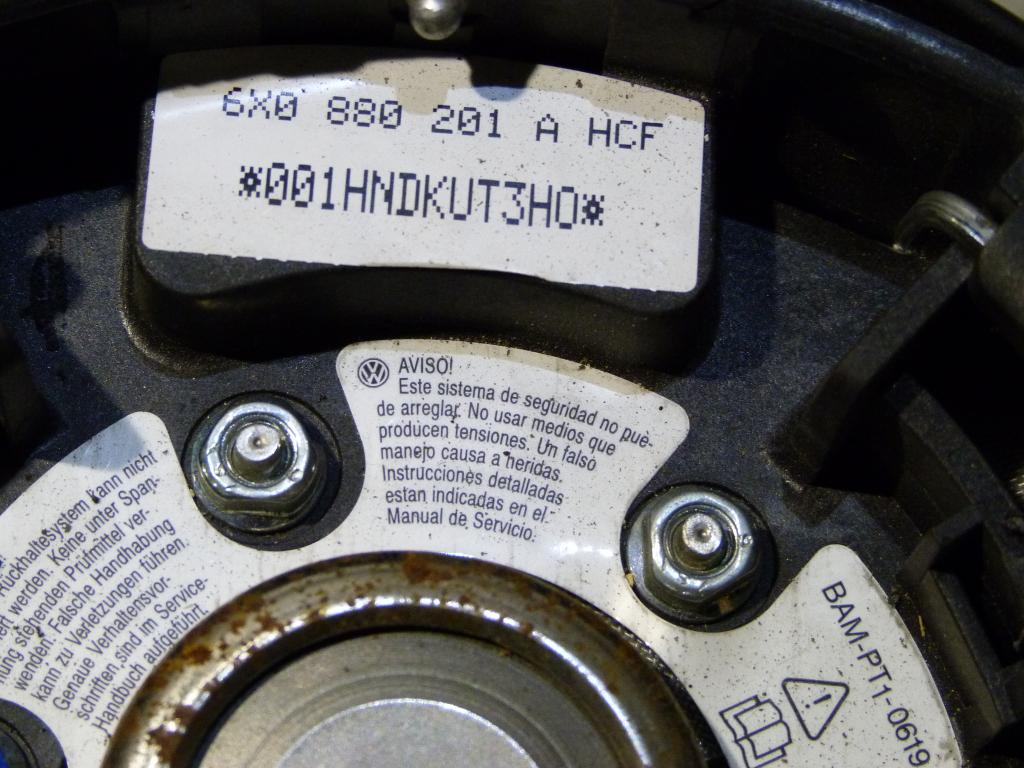 6X0 880 201 A HCF
*001HNDKUT3HO*
AVISO!
Este sistema de seguridad no pue-
de arreglar. No usar medios que
producen tensiones. Un falso
manejo causa a heridas.
Instrucciones detalladas
estan indicadas en el
Manual de Servicio.
Rückhaltesystem kann nicht
werden. Keine unter Span-
nung stehenden Prüfmittel ver-
wenden. Falsche Handhabung
kann zu Verletzungen führen.
Genaue Verhaltensvor-
schriften sind im Service-
Handbuch aufgeführt.
BAM-PT1-0619